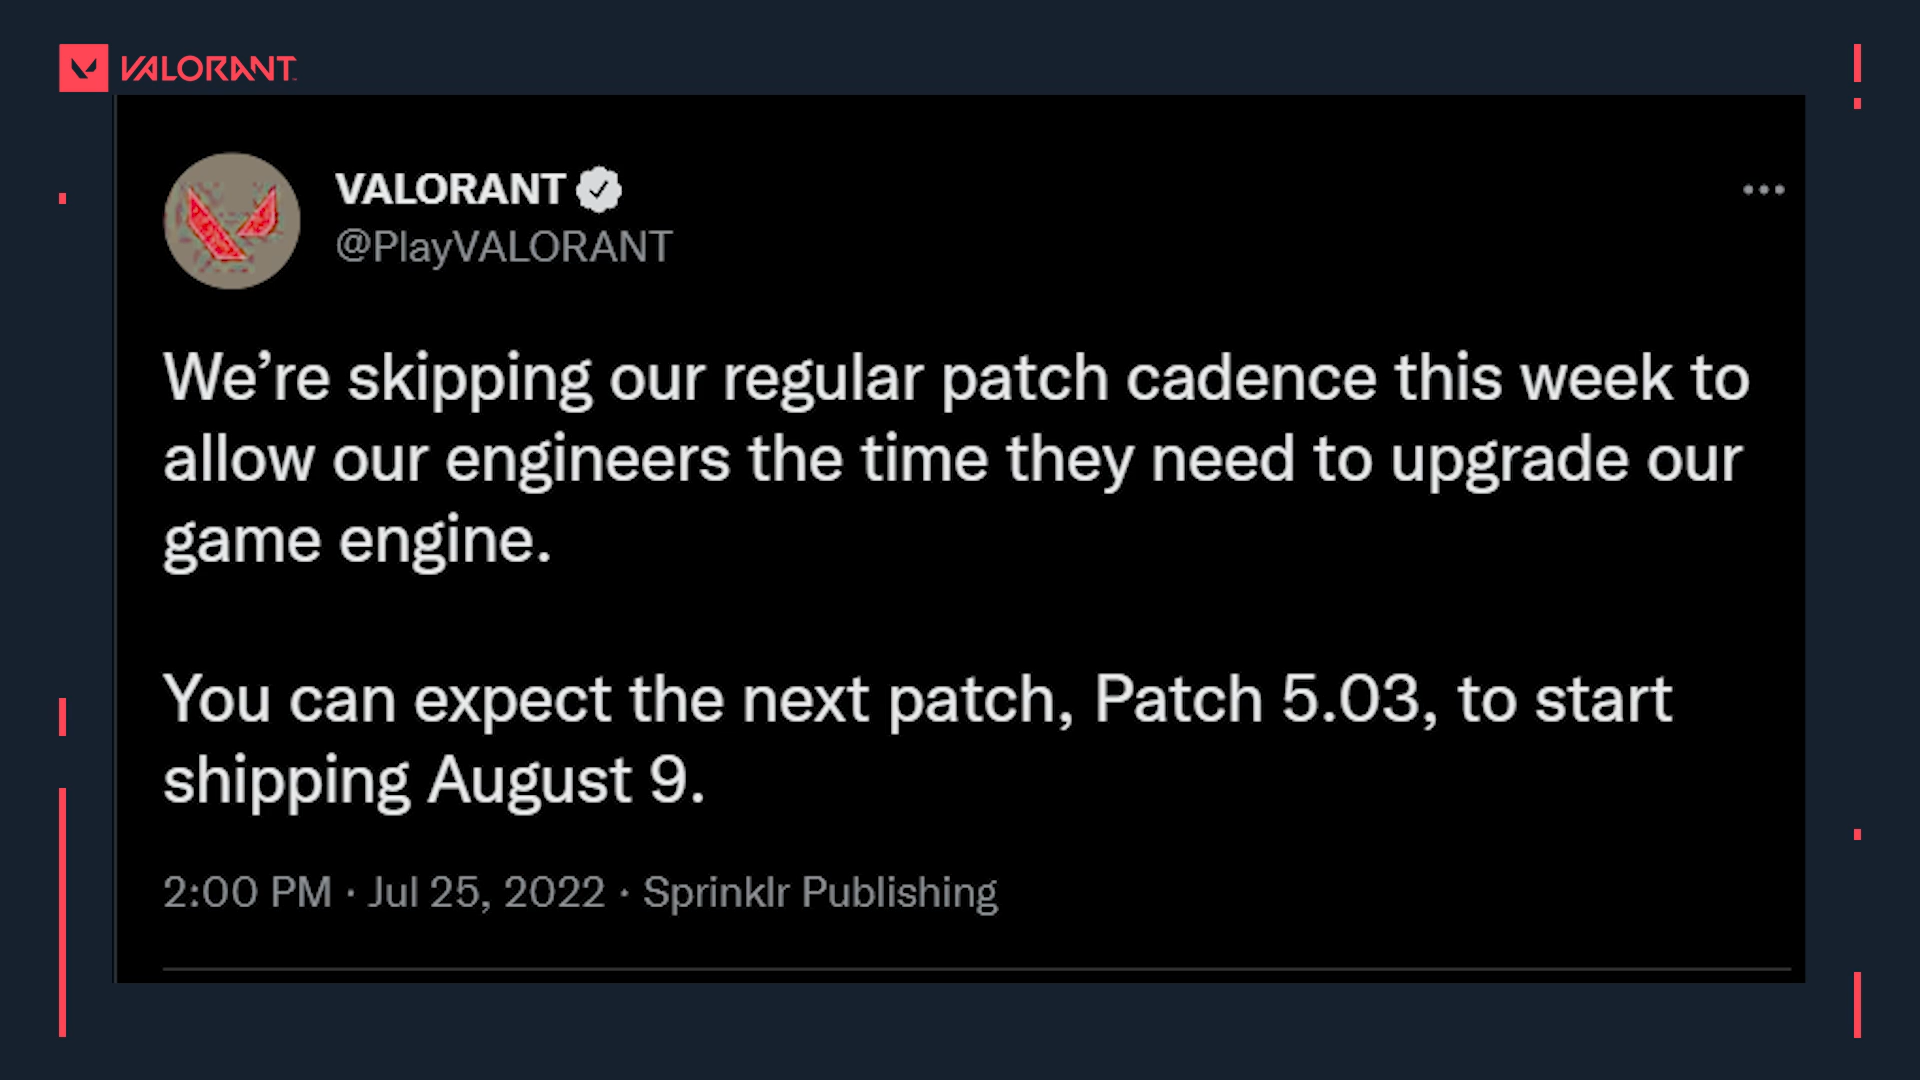 VALORANT
VALORANT
@PlayVALORANT
We’re skipping our regular patch cadence this week to
allow our engineers the time they need to upgrade our
game engine.
You can expect the next patch, Patch 5.03, to start
shipping August 9.
2:00 PM · Jul 25, 2022 · Sprinklr Publishing